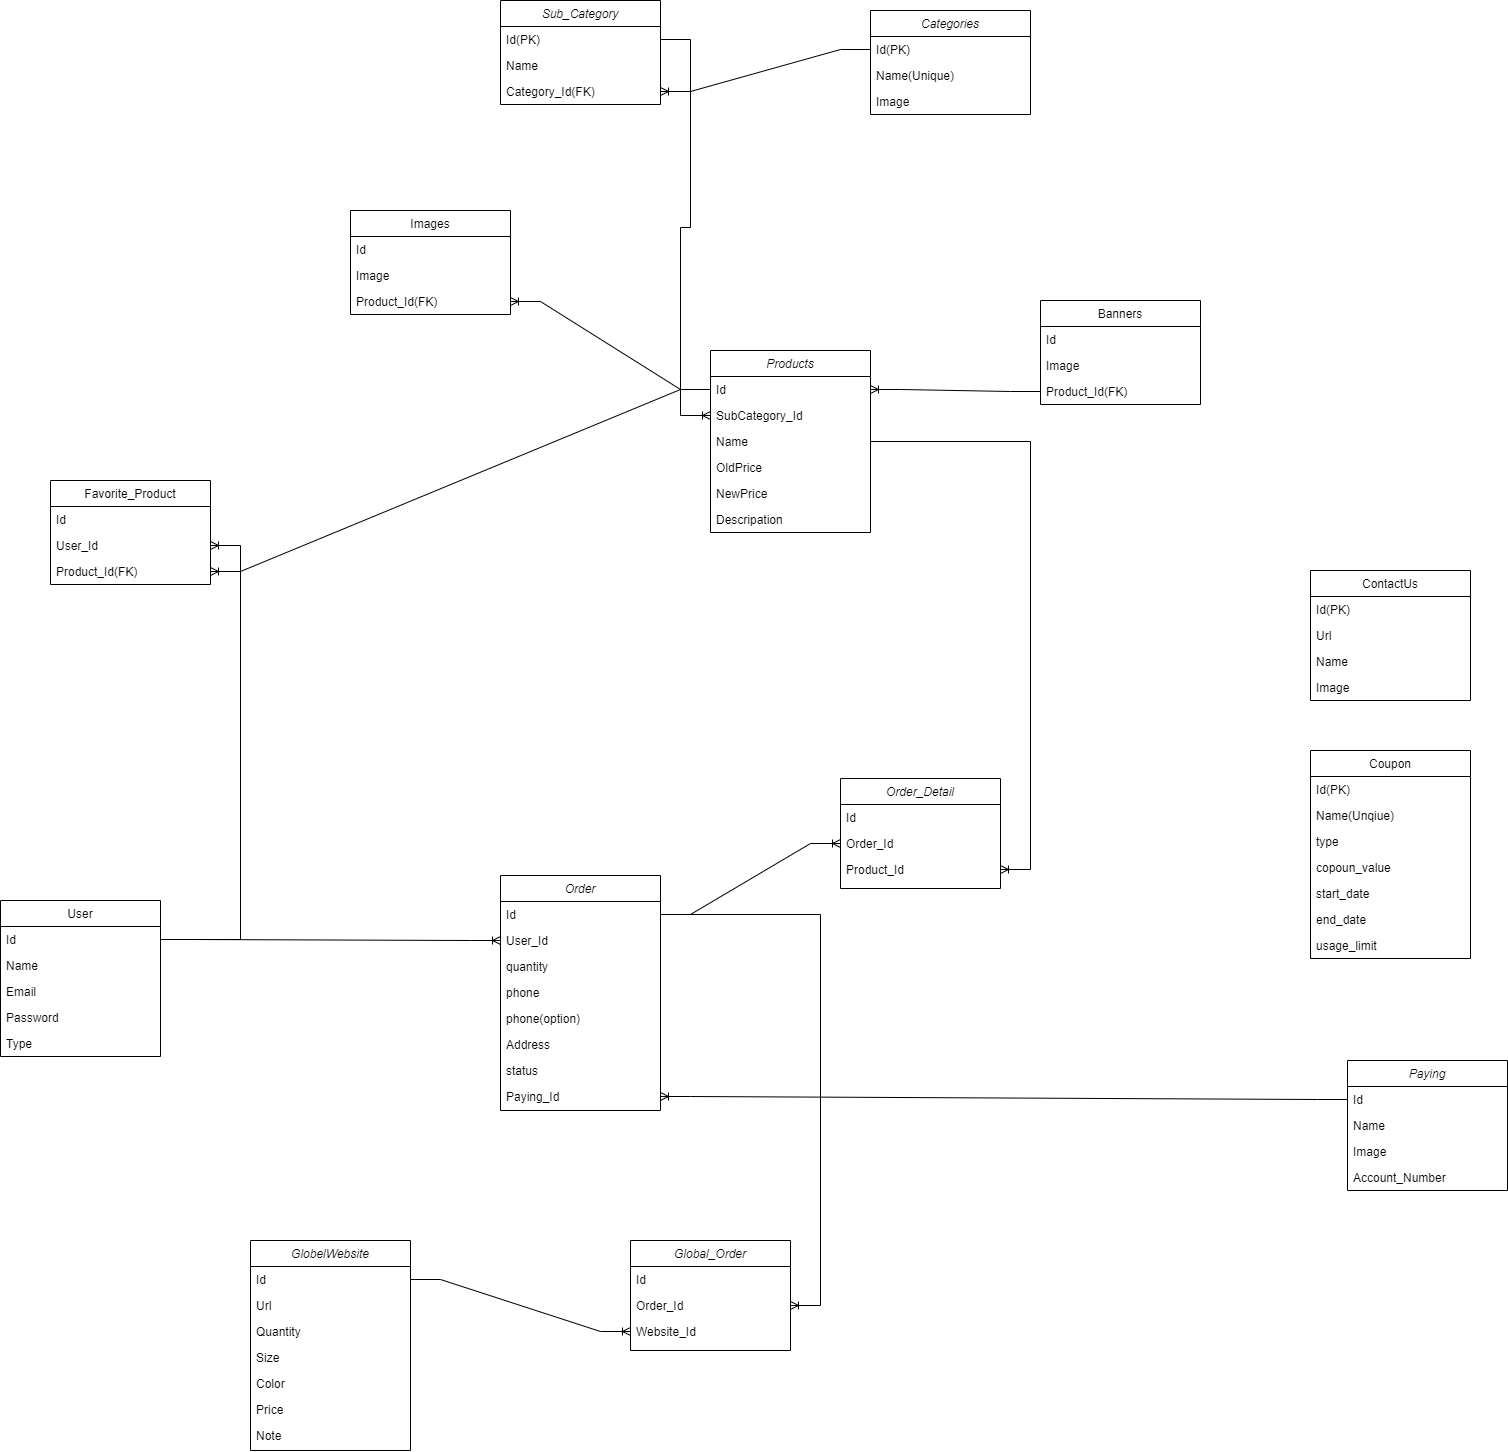 Sub_Category
Id(PK)
Name
Category_Id(FK)
Categories
Id(PK)
Name(Unique)
Image
Images
Id
Image
Product_Id(FK)
Banners
Id
Image
Product_Id(FK)
Products
Id
SubCategory_Id
Name
OldPrice
NewPrice
Descripation
Favorite_Product
Id
User_Id
Product_Id(FK)
ContactUs
Id(PK)
Url
Name
Image
Coupon
Id(PK)
Name(Unqiue)
type
copoun_value
start_date
end_date
usage_limit
Order_Detail
Id
Order_Id
Product_Id
Order
Id
User_Id
quantity
phone
phone(option)
Address
status
Paying_Id
User
Id
Name
Email
Password
Type
Paying
Id
Name
Image
Account_Number
GlobelWebsite
Id
Url
Quantity
Size
Color
Price
Note
Global_Order
Id
Order_Id
Website_Id